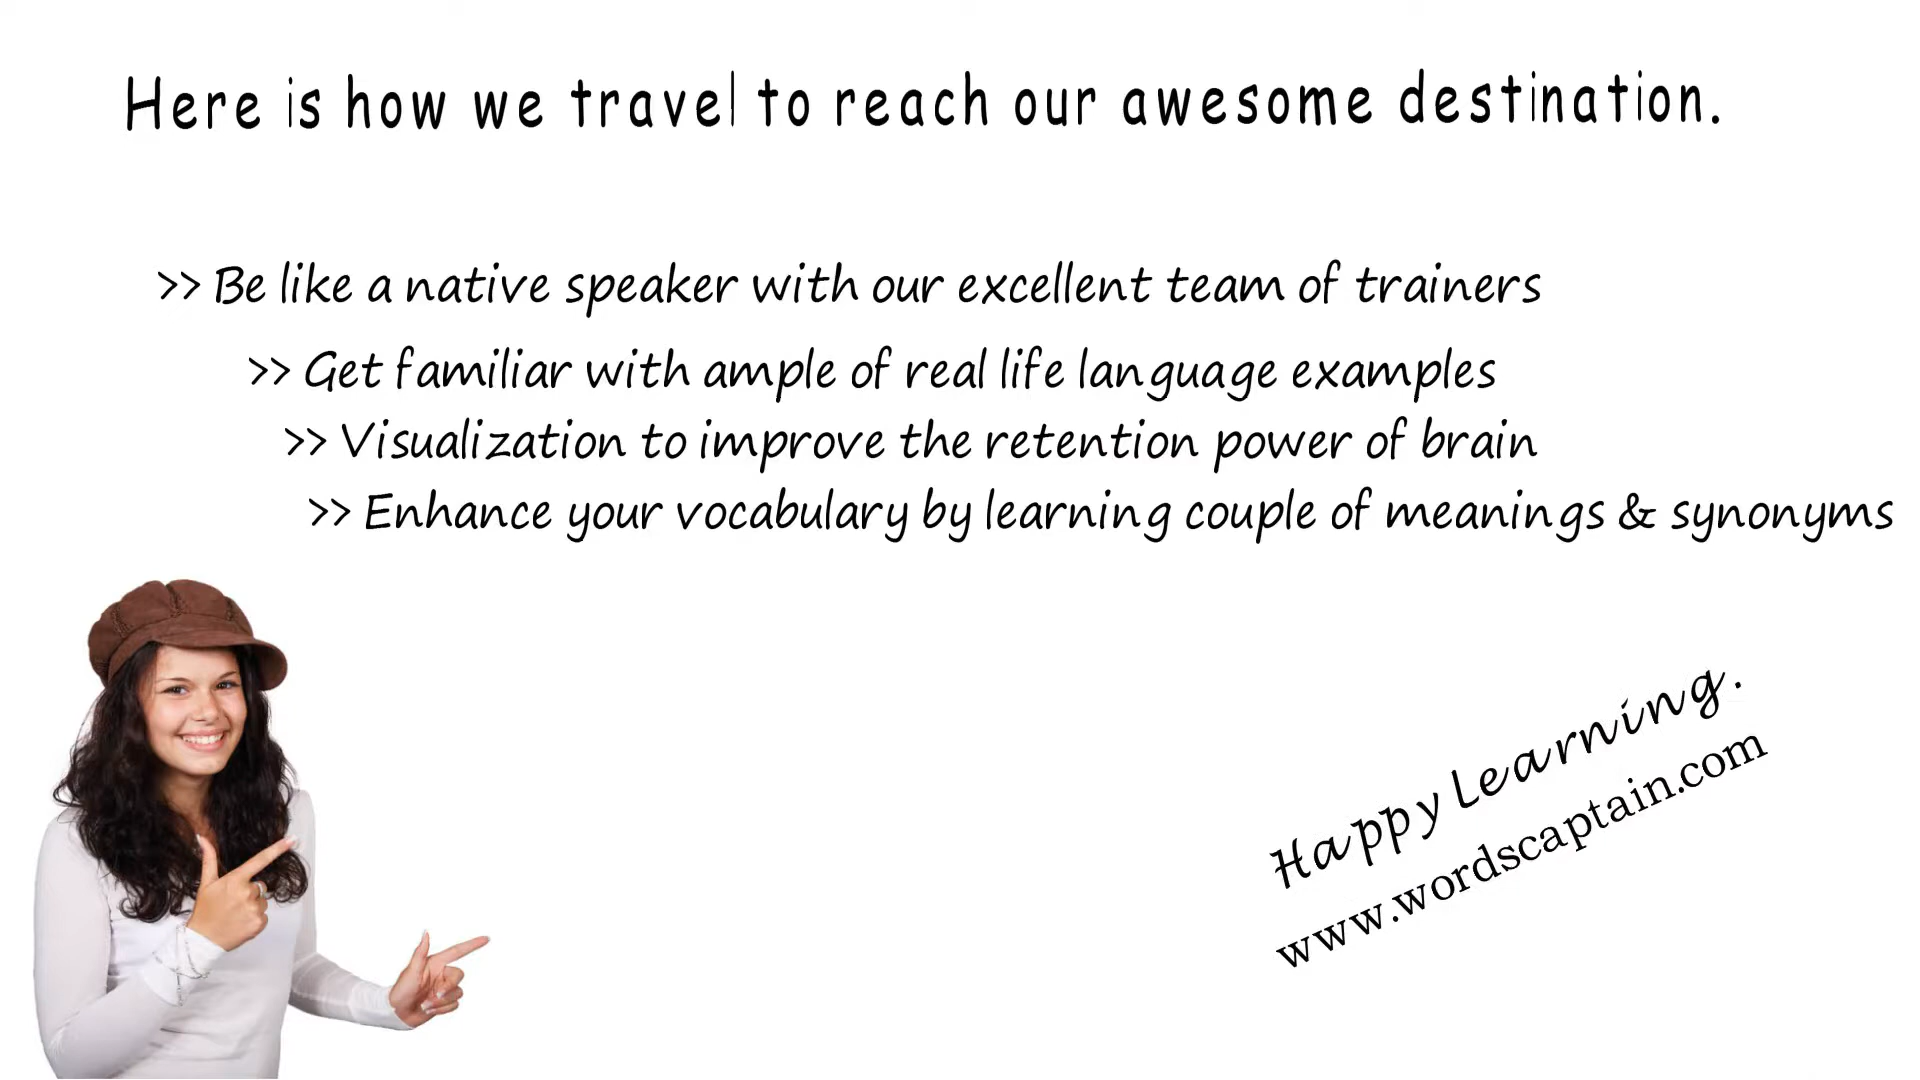 Here is how we travel to reach our awesome destination.
>> Be like a native speaker with our excellent team of trainers
>> Get familiar with ample of real life language examples
>> Visualization to improve the retention power of brain
>> Enhance your vocabulary by learning couple of meanings & synonyms
Happy Learning.
www.wordscaptain.com